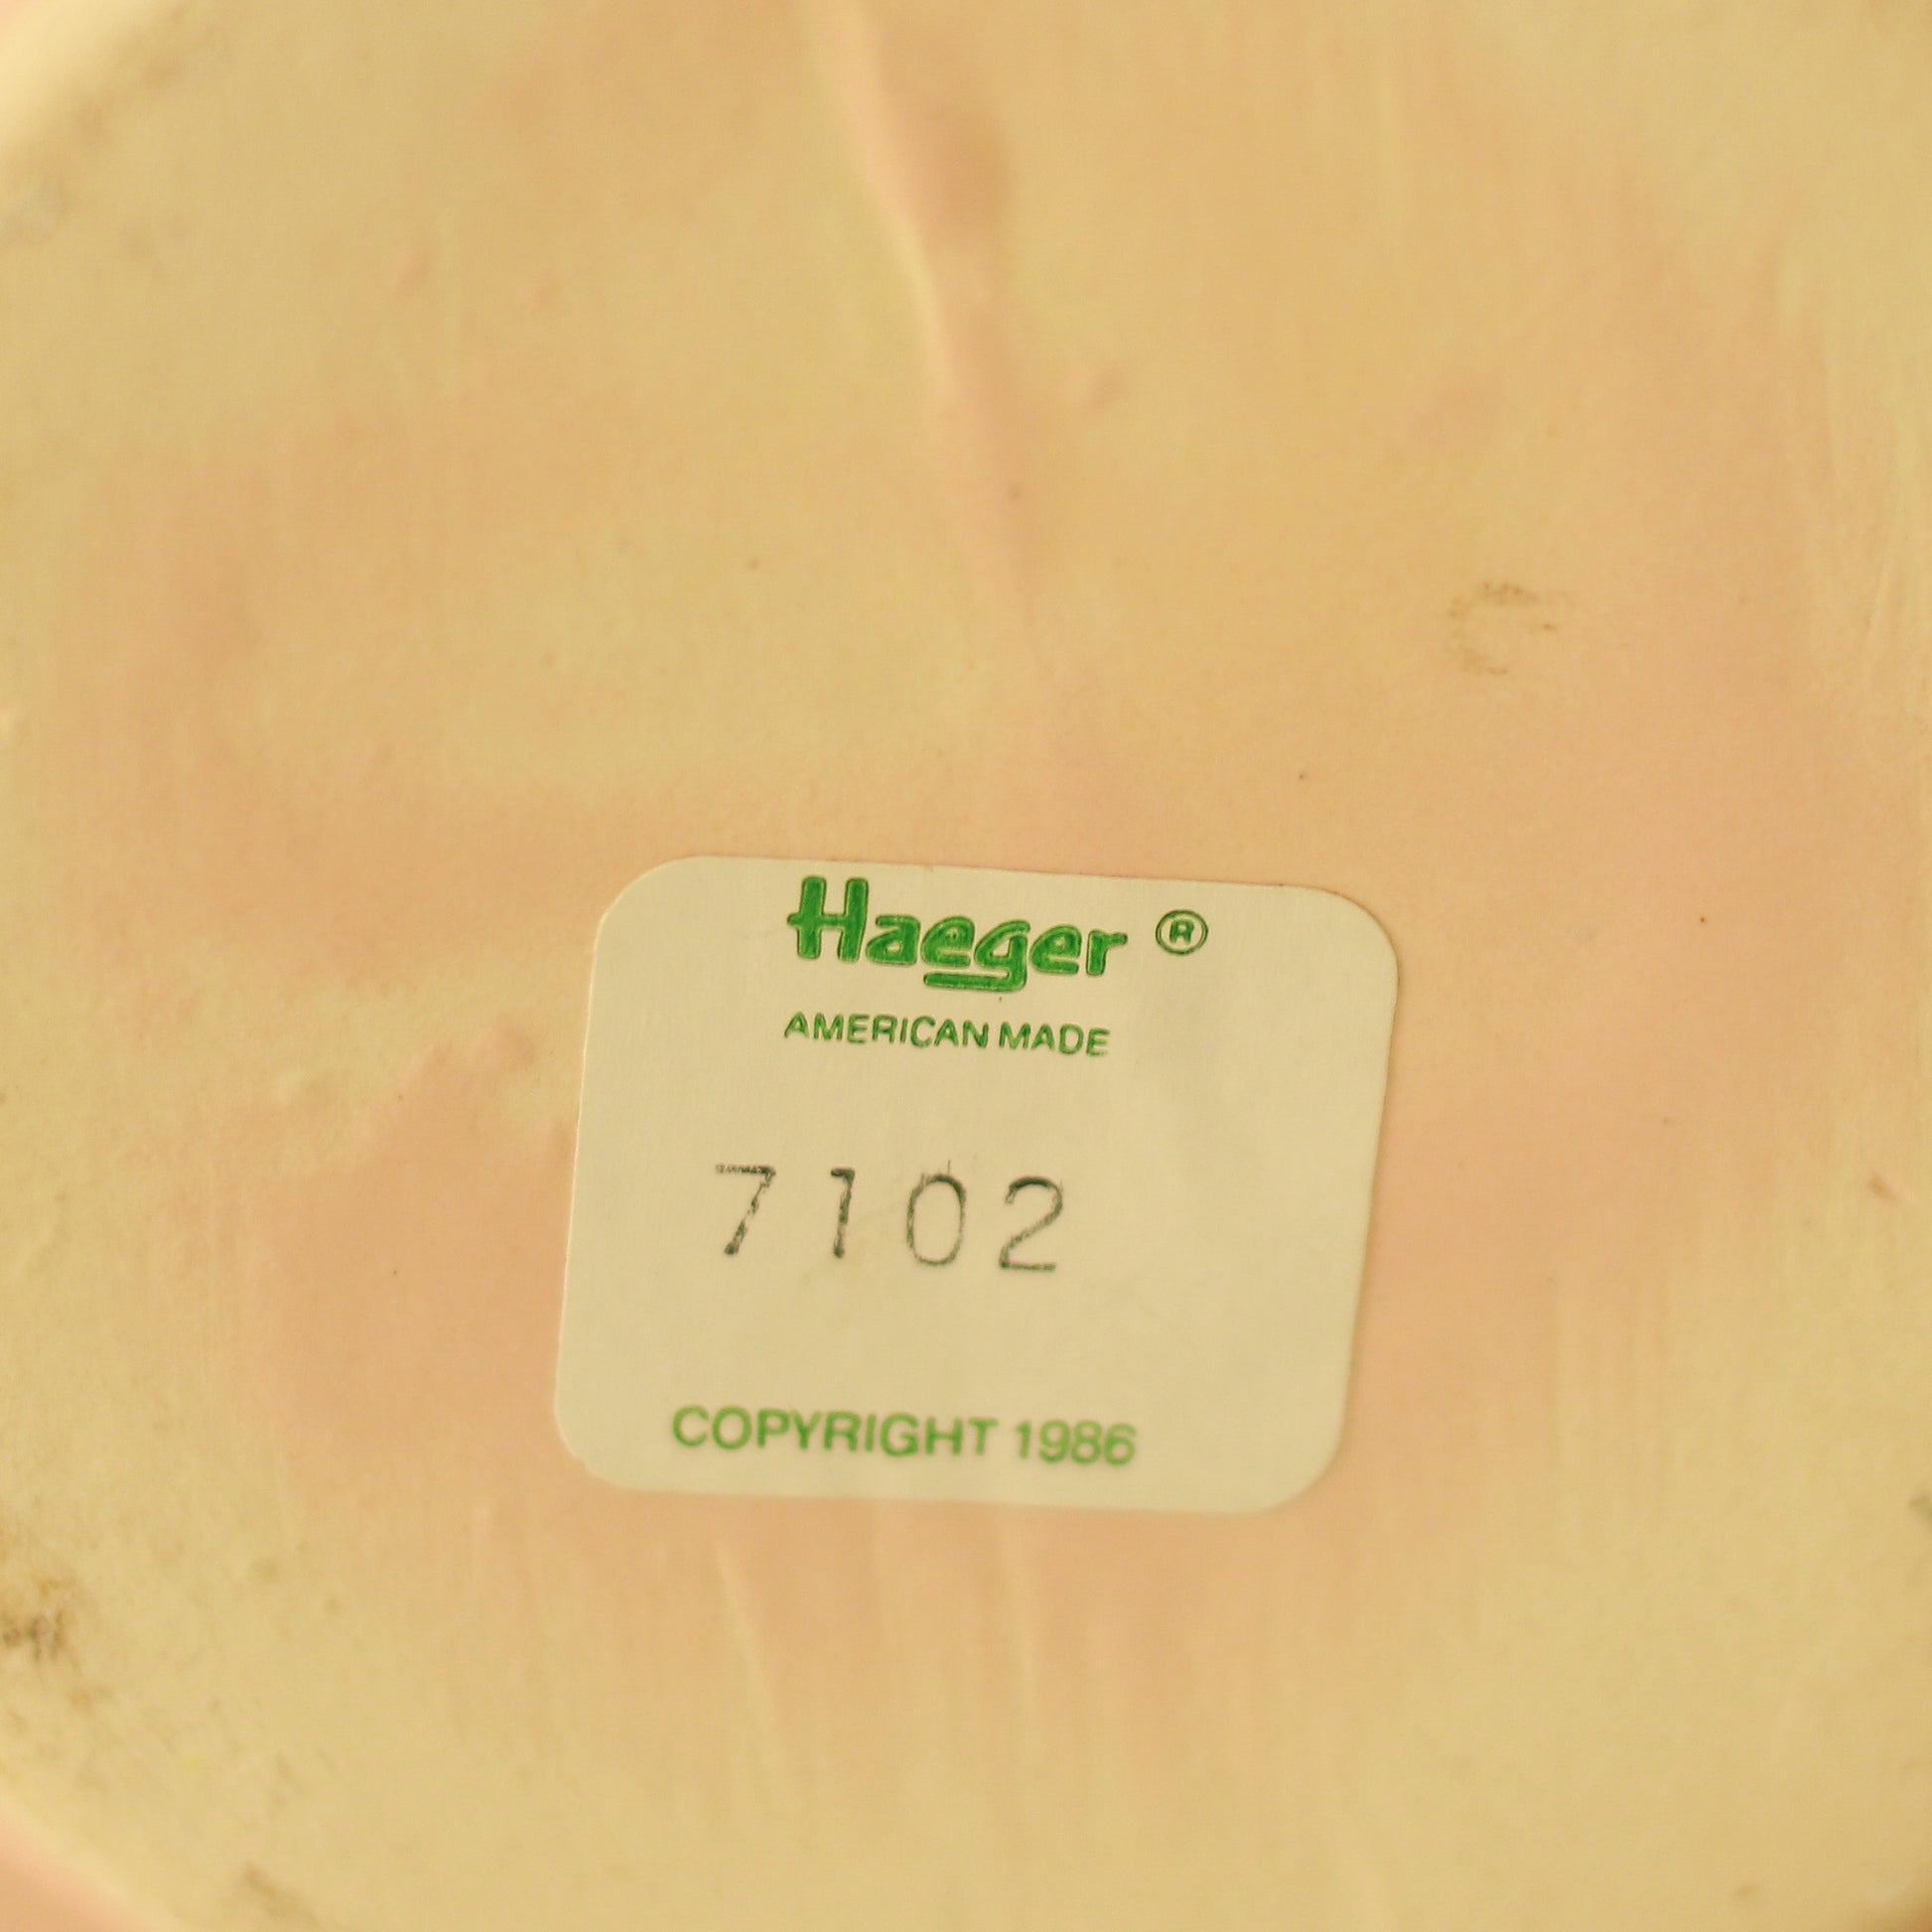 Haeger ®
AMERICAN MADE
7102
COPYRIGHT 1986